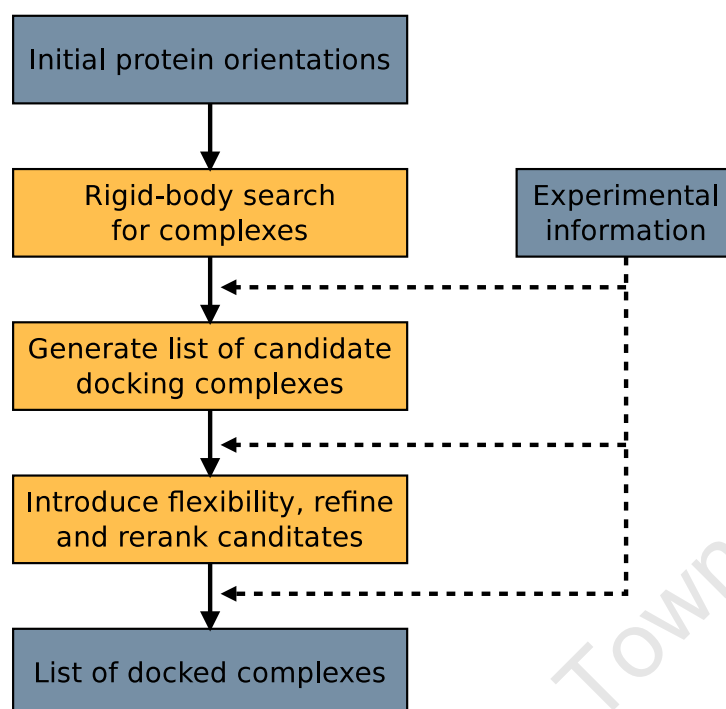 Initial protein orientations
Rigid-body search
for complexes
Experimental
information
Generate list of candidate
docking complexes
Introduce flexibility, refine
and rerank canditates
List of docked complexes
Town